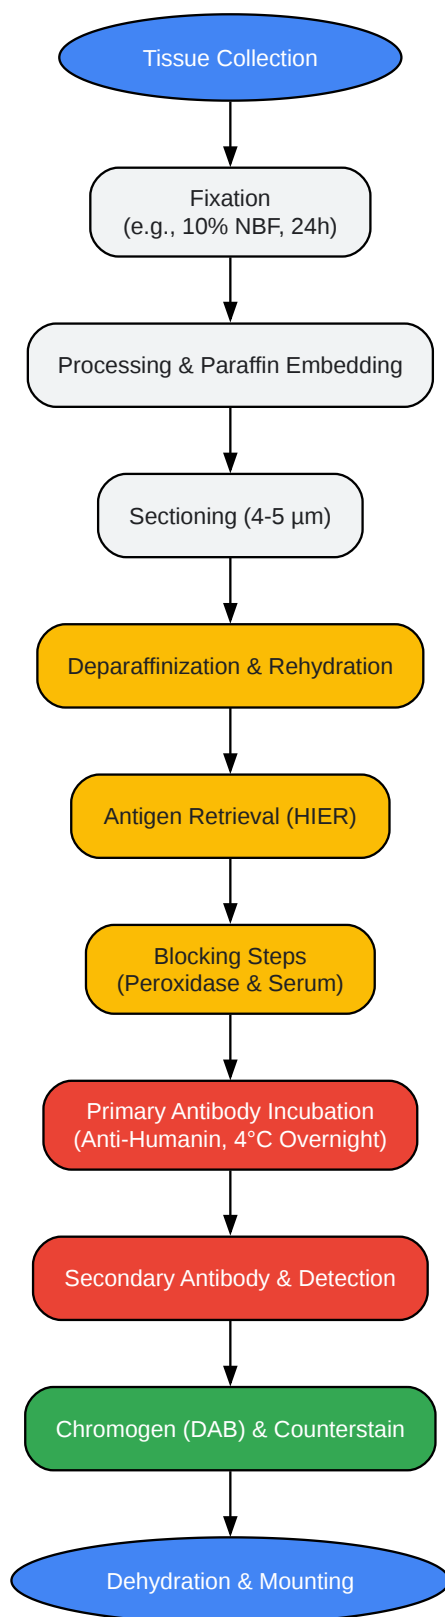 Tissue Collection
Fixation
(e.g., 10% NBF, 24h)
Processing & Paraffin Embedding
Sectioning (4-5 µm)
Deparaffinization & Rehydration
Antigen Retrieval (HIER)
Blocking Steps
(Peroxidase & Serum)
Primary Antibody Incubation
(Anti-Humanin, 4°C Overnight)
Secondary Antibody & Detection
Chromogen (DAB) & Counterstain
Dehydration & Mounting